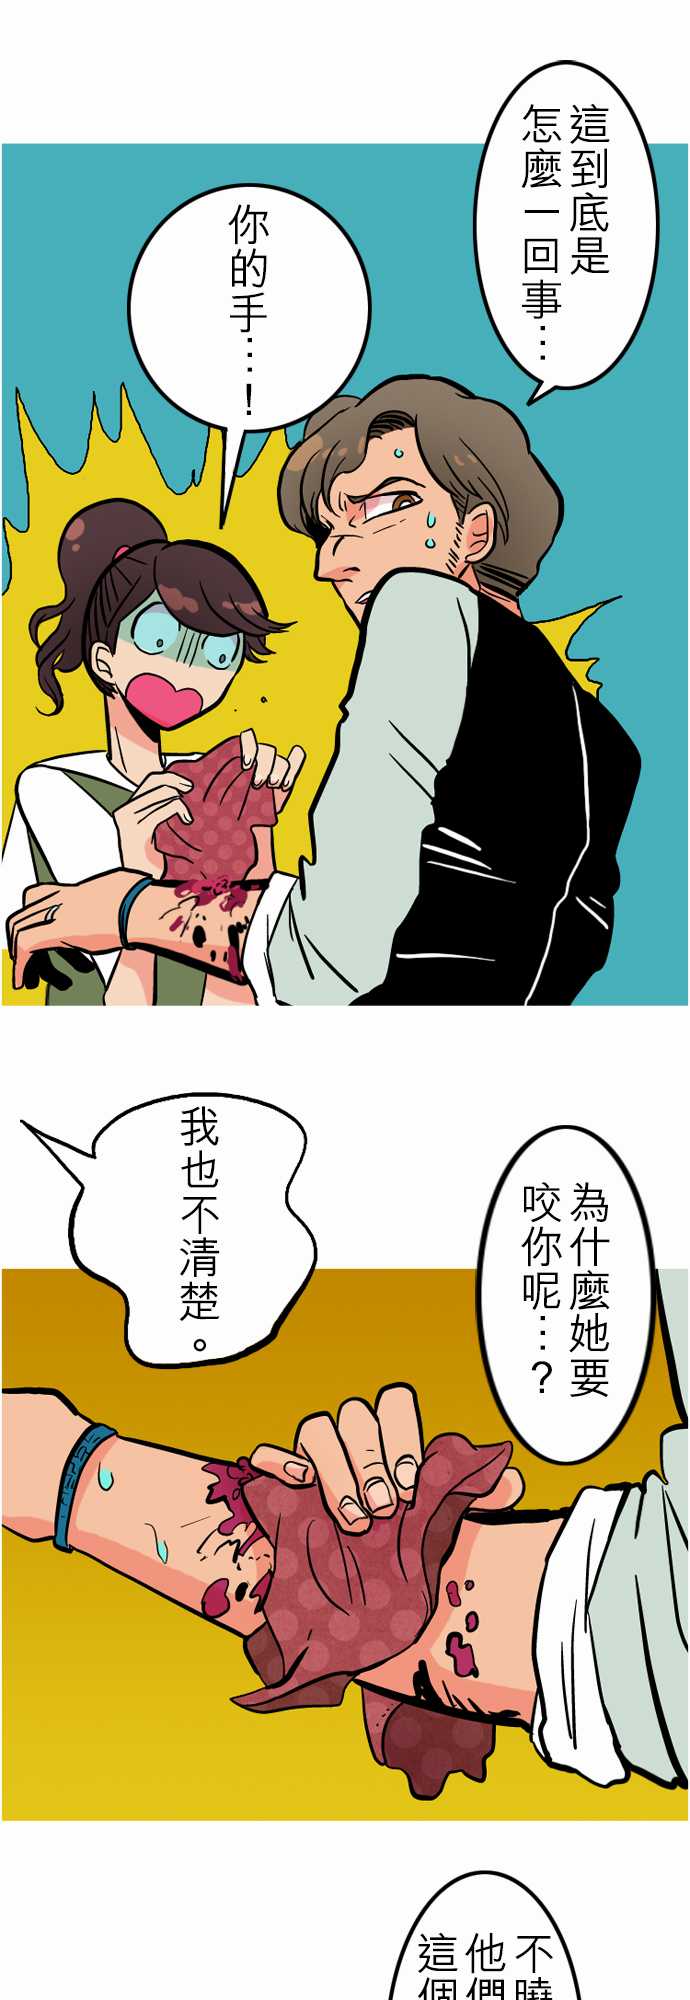 這到底是
怎麼一回事…
你的手…！
為什麼她要
咬你呢…？
我也不清楚。
不曉
他們
這個